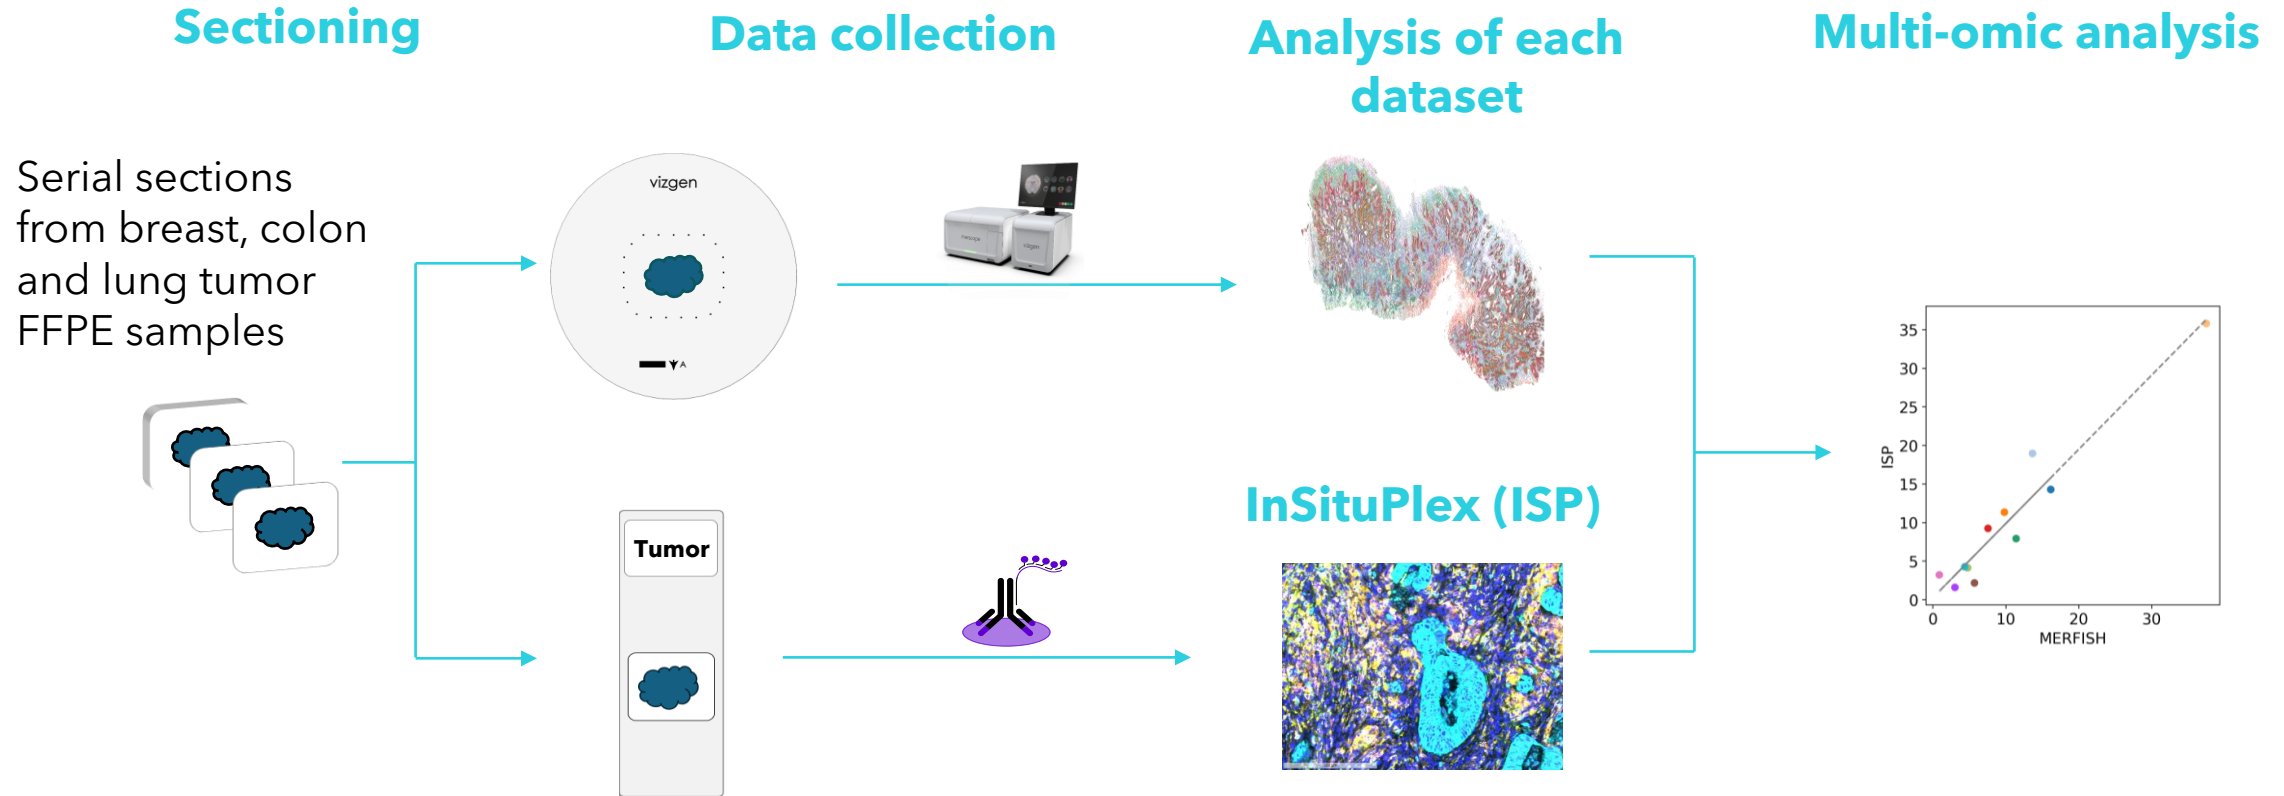 Sectioning
Data collection
Analysis of each
dataset
Multi-omic analysis
Serial sections
from breast, colon
and lung tumor
FFPE samples
vizgen
A
merscope
vizgen
Tumor
InSituPlex (ISP)
35
30
25
20
15
10
5
0
ISP
0
10
20
30
MERFISH